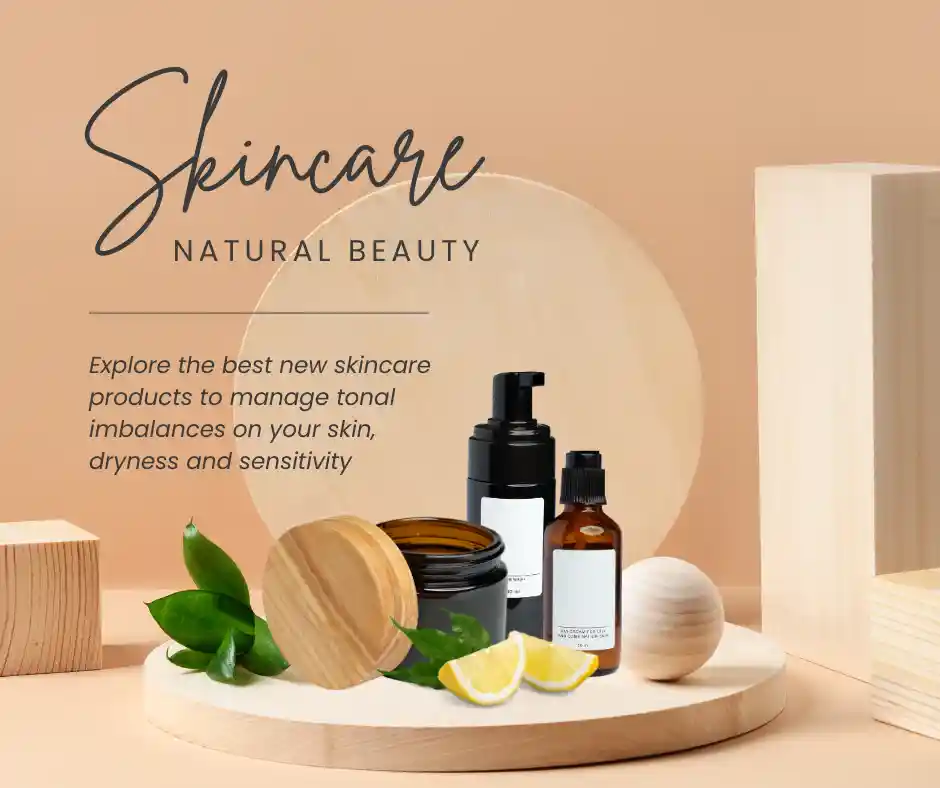 Skincare
NATURAL BEAUTY
Explore the best new skincare
products to manage tonal
imbalances on your skin,
dryness and sensitivity